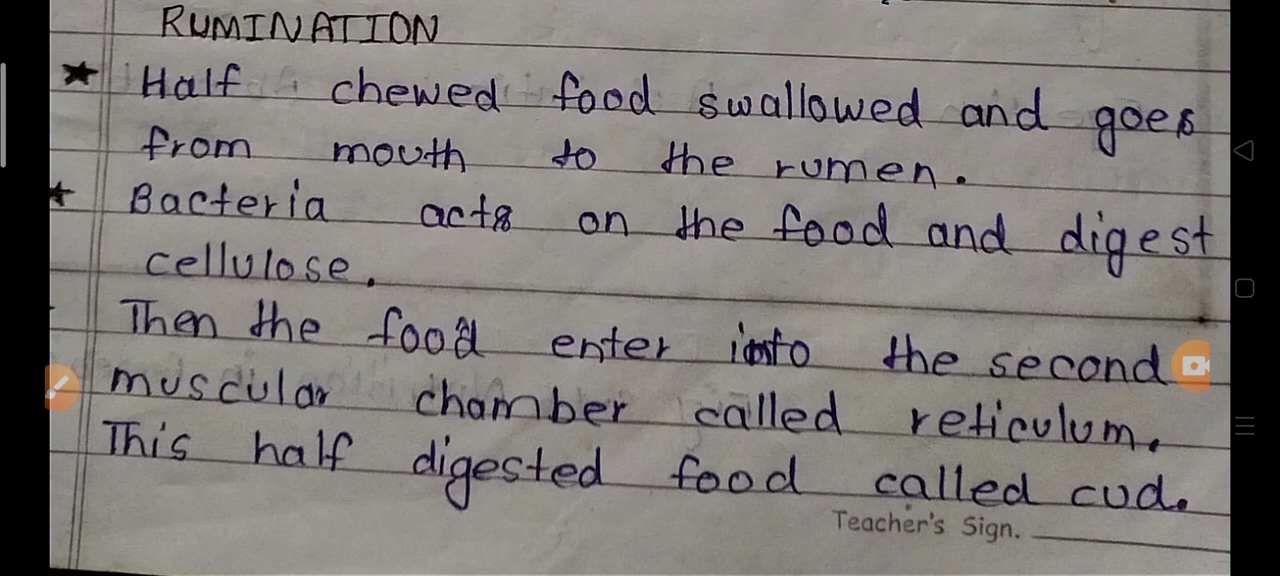 RUMINATION
★ Half chewed food swallowed and goes
from mouth to the rumen.
★ Bacteria acts on the food and digest
cellulose.
Then the food enter into the second
muscular chamber called reticulum.
This half digested food called cud.
Teacher's Sign.